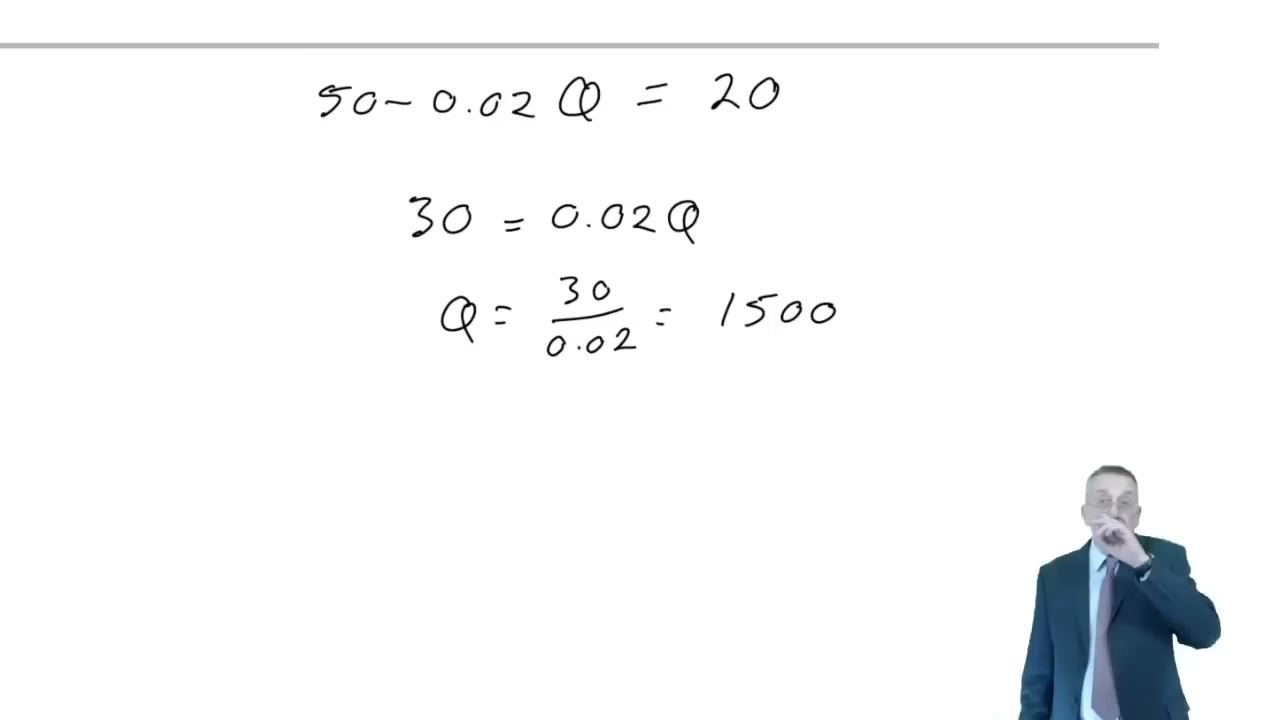 50 - 0.02 Q = 20
30 = 0.02 Q
Q = 30/0.02 = 1500